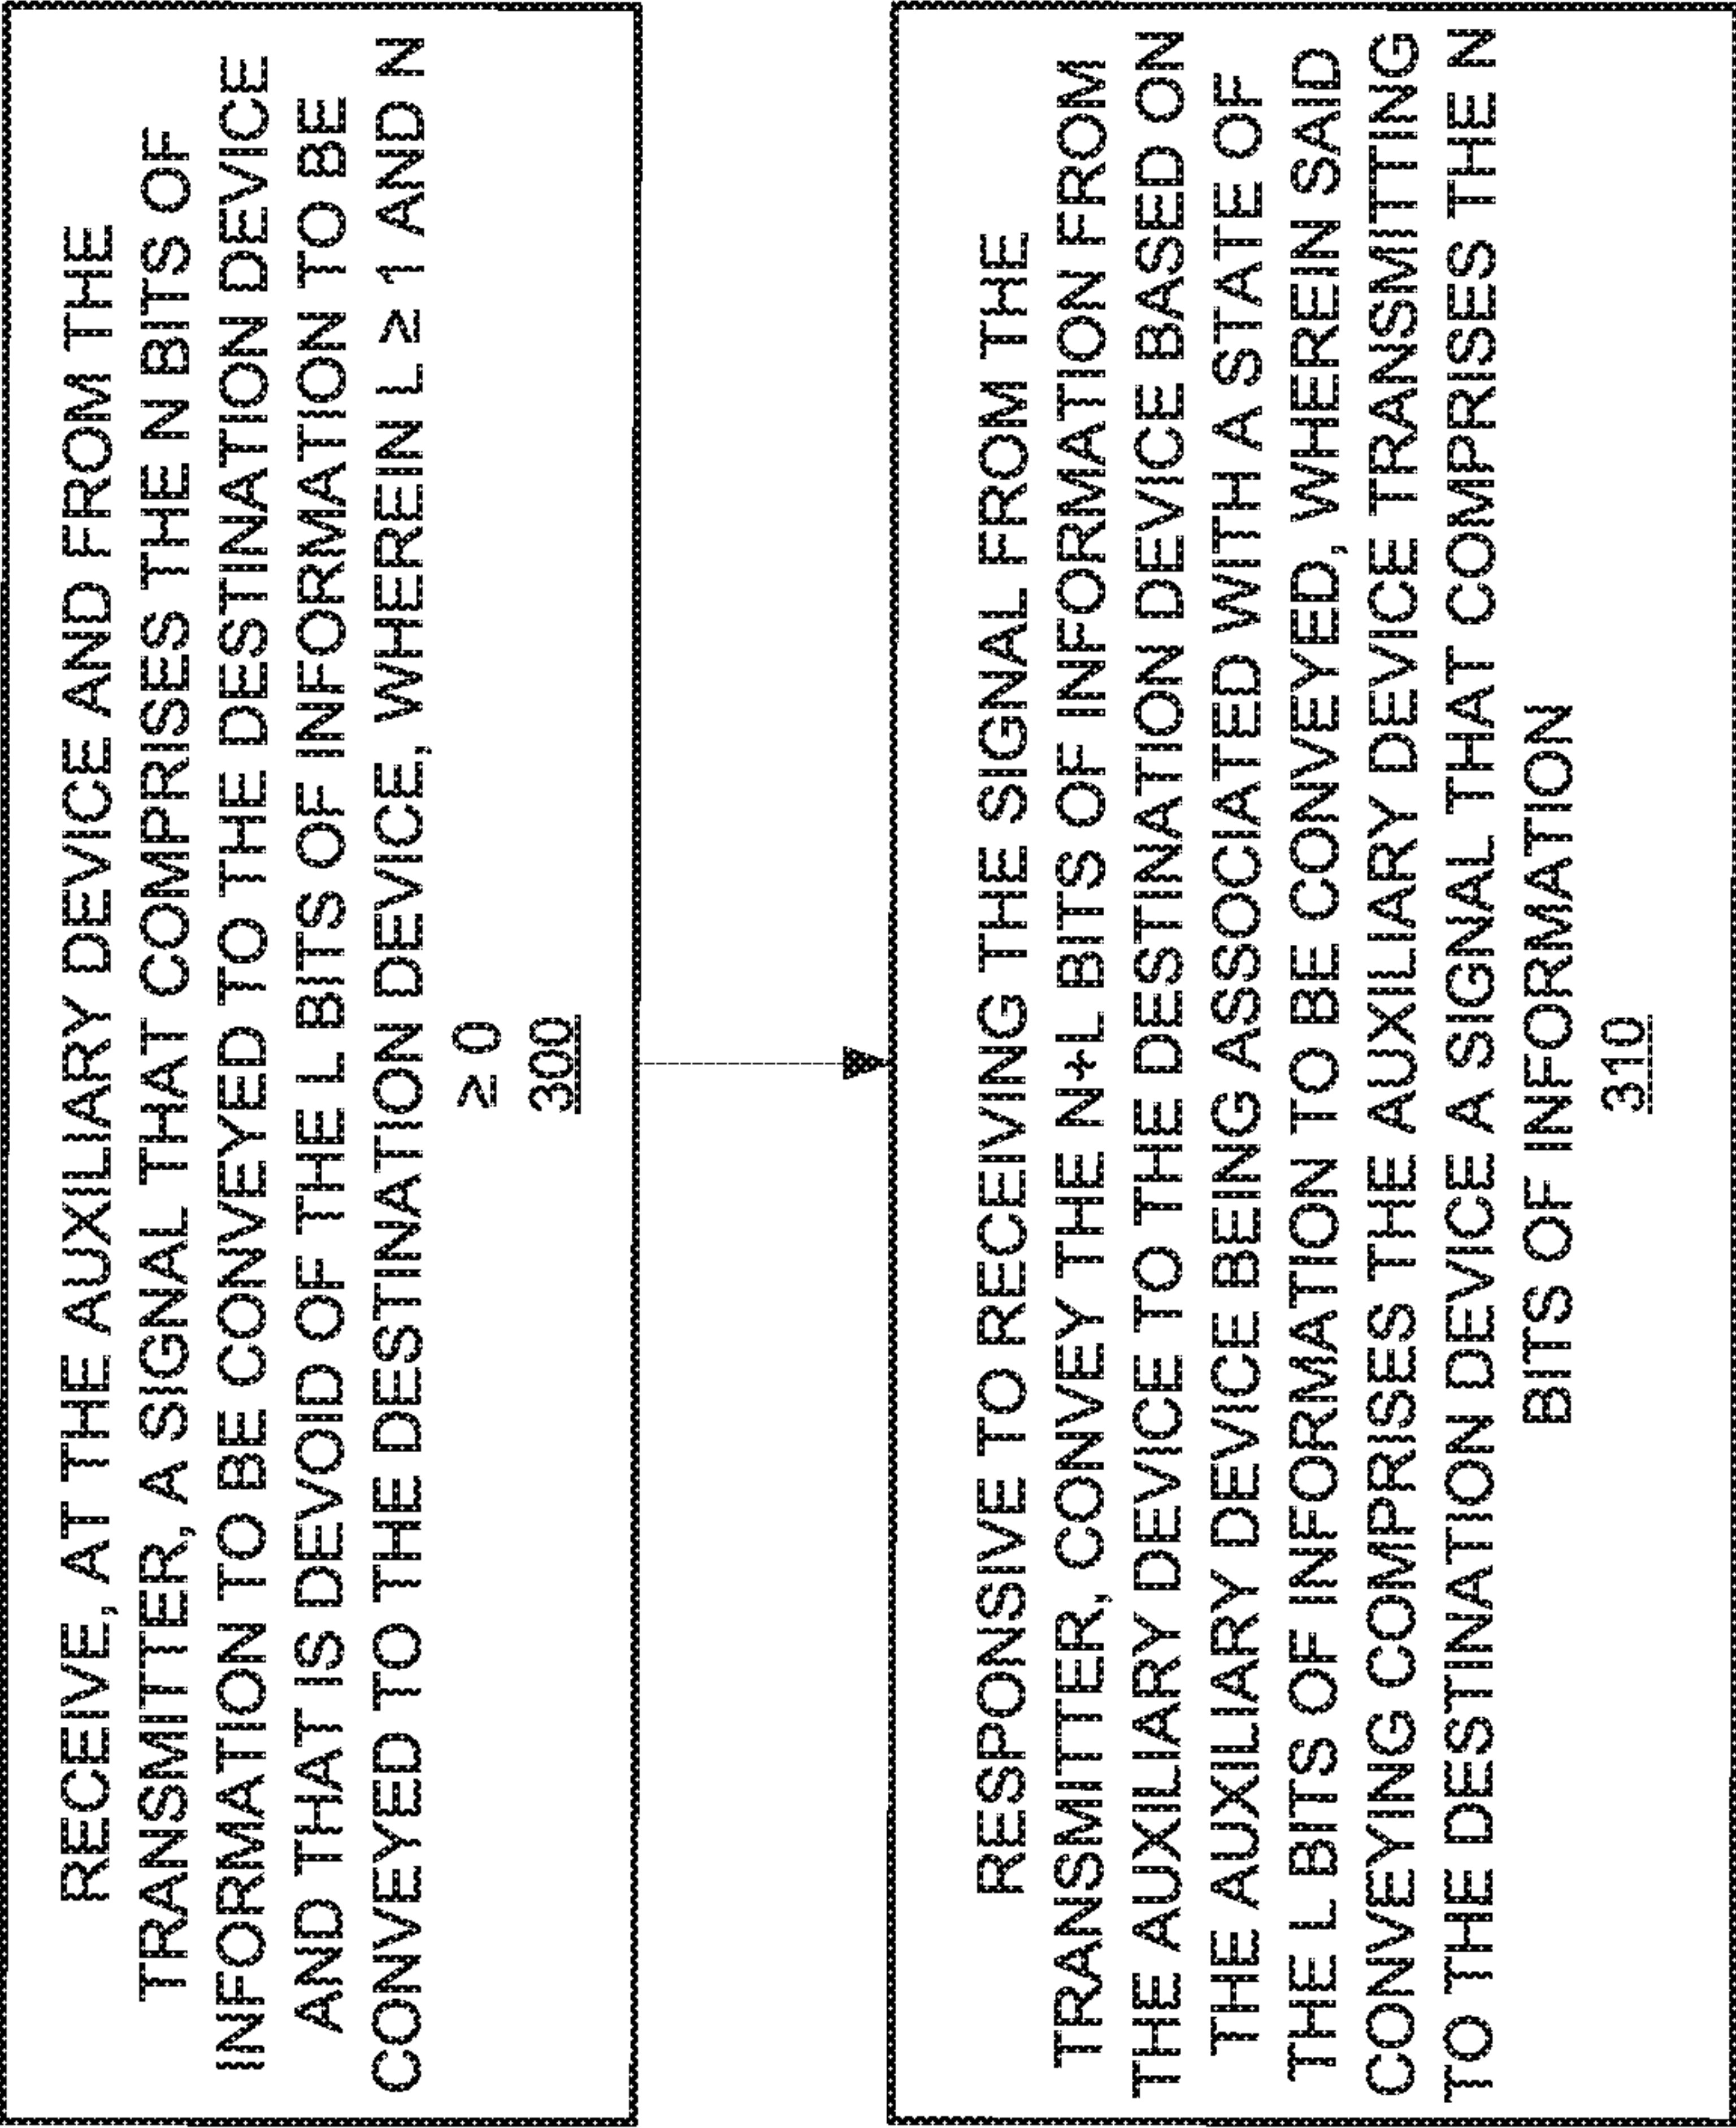 RECEIVE, AT THE AUXILIARY DEVICE AND FROM THE
TRANSMITTER, A SIGNAL THAT COMPRISES THE N BITS OF
INFORMATION TO BE CONVEYED TO THE DESTINATION DEVICE
AND THAT IS DEVOID OF THE L BITS OF INFORMATION TO BE
CONVEYED TO THE DESTINATION DEVICE, WHEREIN L ≥ 1 AND N
≥ 0
300
RESPONSIVE TO RECEIVING THE SIGNAL FROM THE
TRANSMITTER, CONVEY THE N+L BITS OF INFORMATION FROM
THE AUXILIARY DEVICE TO THE DESTINATION DEVICE BASED ON
THE AUXILIARY DEVICE BEING ASSOCIATED WITH A STATE OF
THE L BITS OF INFORMATION TO BE CONVEYED, WHEREIN SAID
CONVEYING COMPRISES THE AUXILIARY DEVICE TRANSMITTING
TO THE DESTINATION DEVICE A SIGNAL THAT COMPRISES THE N
BITS OF INFORMATION
310